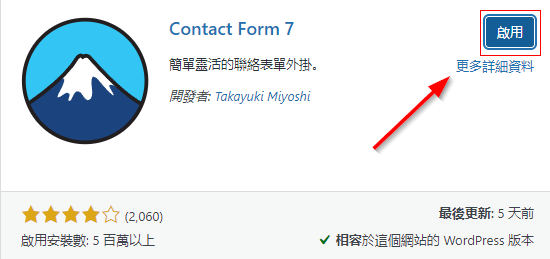 Contact Form 7
啟用
簡單靈活的聯絡表單外掛。
更多詳細資料
開發者: Takayuki Miyoshi
(2,060)
最後更新: 5 天前
啟用安裝數: 5 百萬以上
相容於這個網站的 WordPress 版本